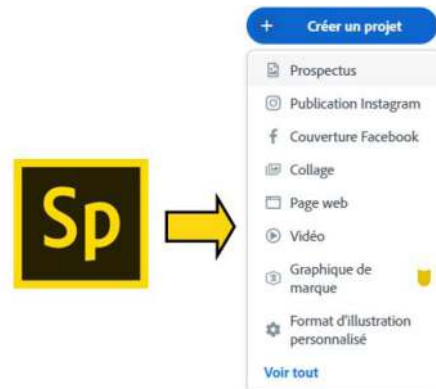 + Créer un projet
Prospectus
Publication Instagram
f Couverture Facebook
Collage
Page web
Vidéo
Sp
Graphique de
marque
Format d'illustration
personnalisé
Voir tout